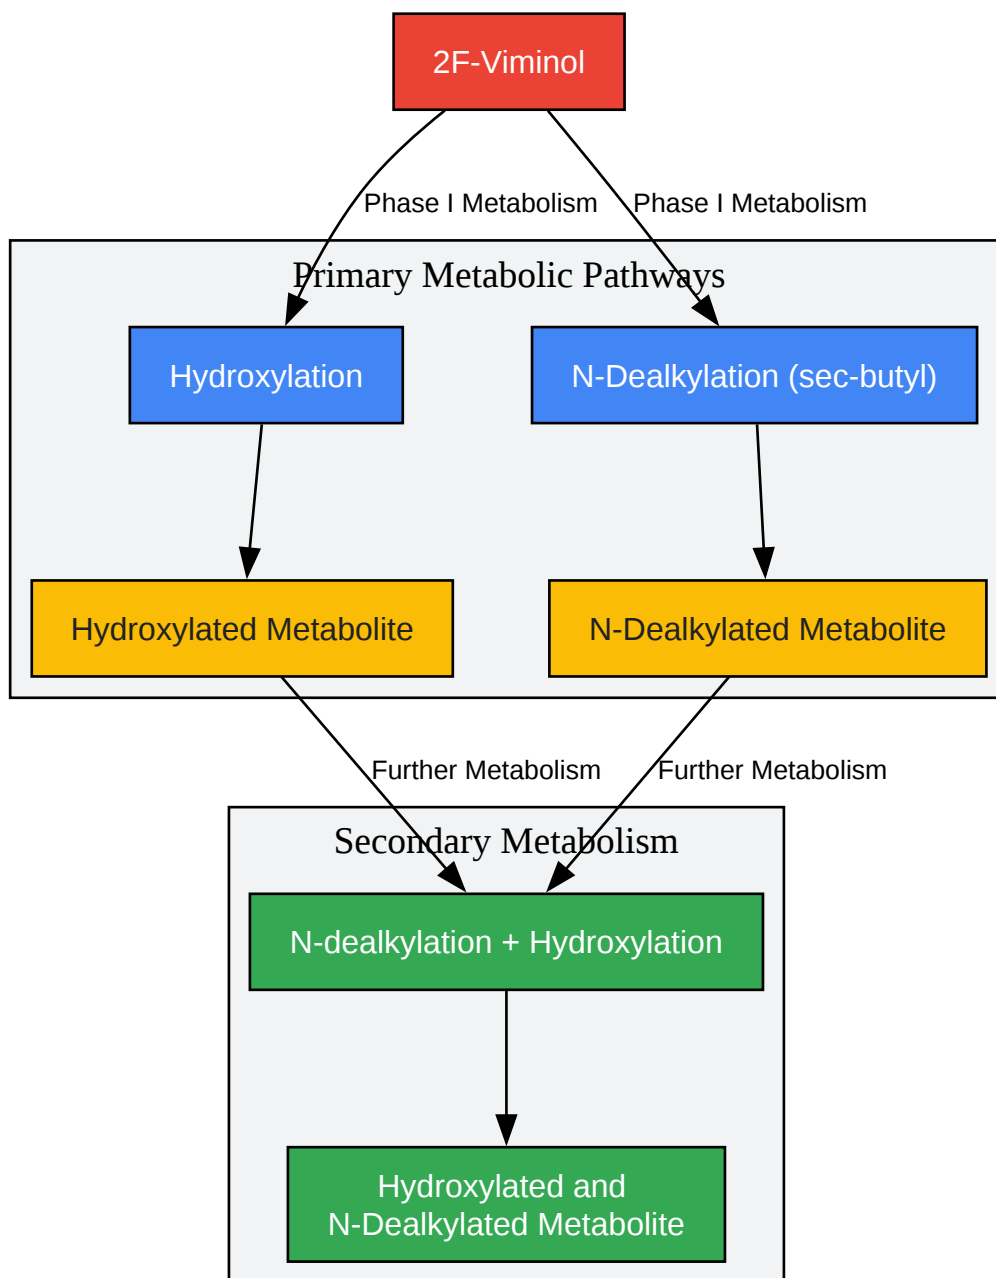 2F-Viminol
Phase I Metabolism
Phase I Metabolism
Primary Metabolic Pathways
Hydroxylation
N-Dealkylation (sec-butyl)
Hydroxylated Metabolite
N-Dealkylated Metabolite
Further Metabolism
Further Metabolism
Secondary Metabolism
N-dealkylation + Hydroxylation
Hydroxylated and
N-Dealkylated Metabolite